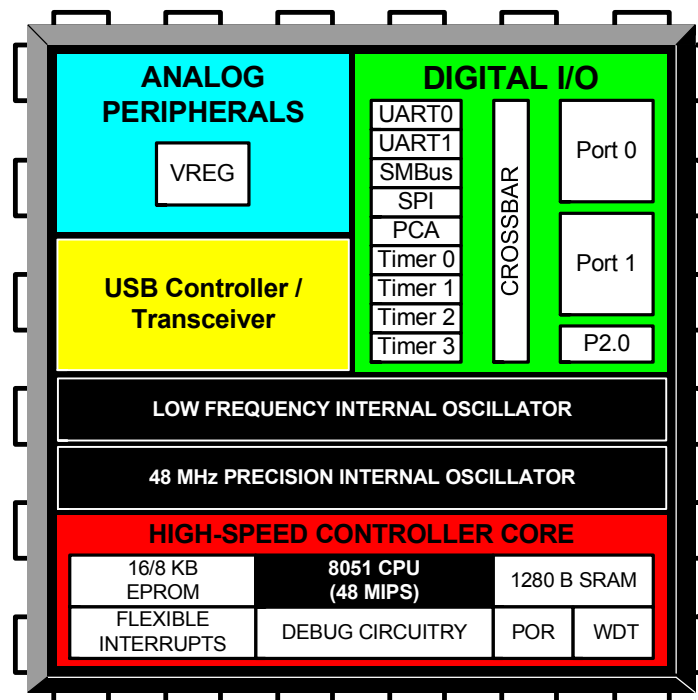 ANALOG
PERIPHERALS
VREG
DIGITAL I/O
UART0
UART1
SMBus
SPI
PCA
Timer 0
Timer 1
Timer 2
Timer 3
CROSSBAR
Port 0
Port 1
P2.0
USB Controller /
Transceiver
LOW FREQUENCY INTERNAL OSCILLATOR
48 MHz PRECISION INTERNAL OSCILLATOR
HIGH-SPEED CONTROLLER CORE
16/8 KB
EPROM
8051 CPU
(48 MIPS)
1280 B SRAM
FLEXIBLE
INTERRUPTS
DEBUG CIRCUITRY
POR
WDT